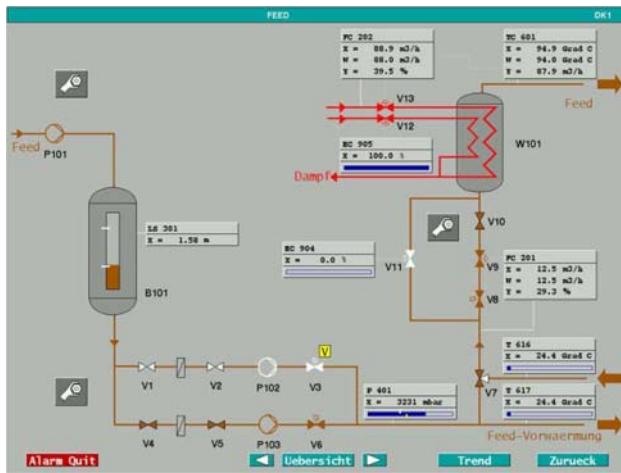 FEED DK1
FC 202
X = 88.9 m3/h
W = 88.0 m3/h
Y = 39.5 %
TC 601
X = 94.9 Grad C
W = 94.0 Grad C
Y = 87.9 m3/h
Feed
V13
V12
W101
Feed
P101
EC 905
X = 100.0 %
Dampf
LS 301
X = 1.58 m
B101
V10
EC 904
X = 0.0 %
V11
V9
FC 201
X = 12.5 m3/h
W = 12.5 m3/h
Y = 29.3 %
V8
T 616
X = 24.4 Grad C
V
V1
V2
P102
V3
P 401
X = 3231 mbar
V7
T 617
X = 24.4 Grad C
V4
V5
P103
V6
Feed-Vorwaermung
Alarm Quit
Uebersicht
Trend
Zurueck